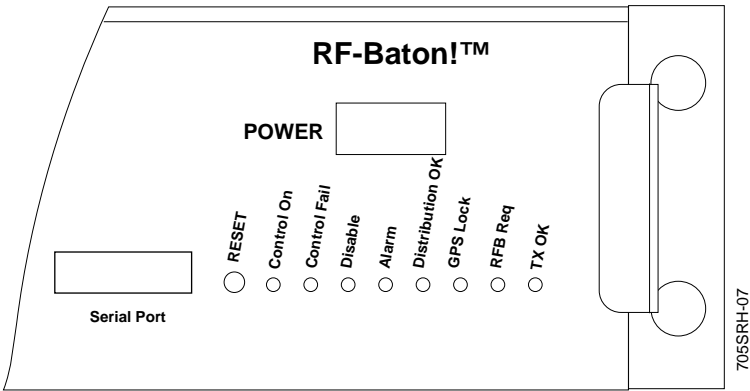 RF-Baton!™
POWER
RESET
Control On
Control Fail
Disable
Alarm
Distribution OK
GPS Lock
RFB Req
TX OK
Serial Port
705SRH-07